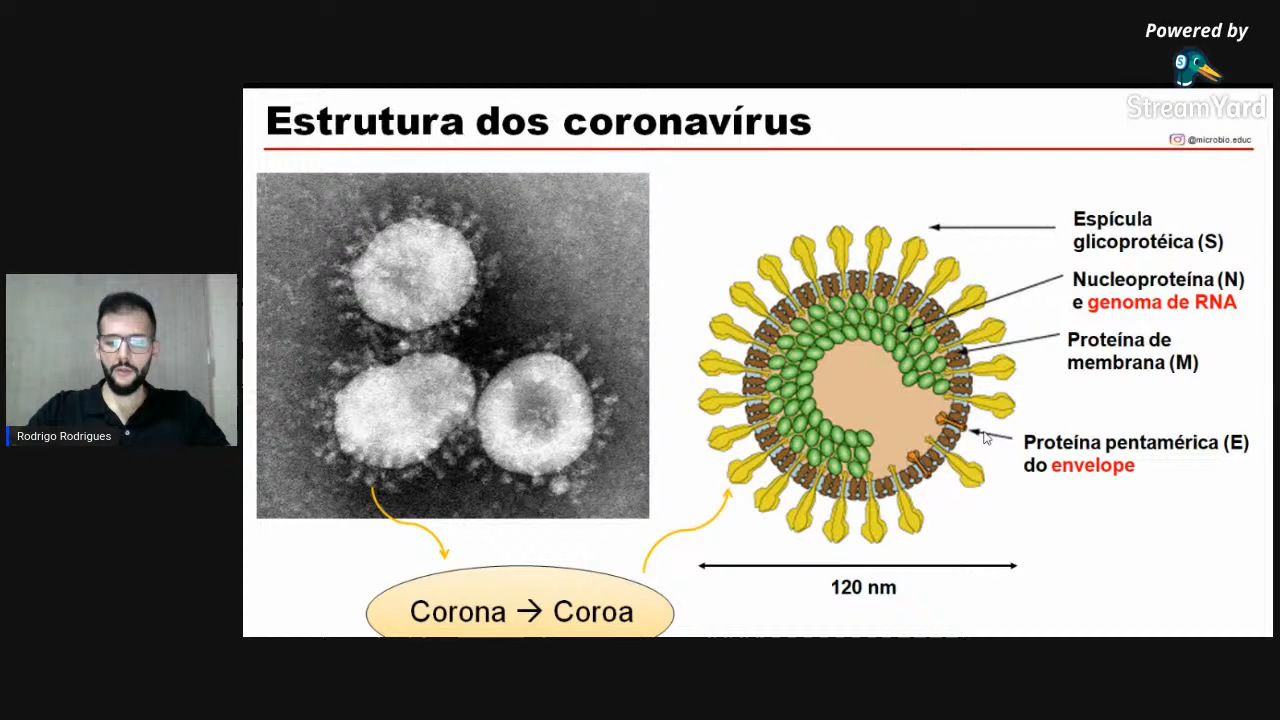 Powered by
S
StreamYard
Estrutura dos coronavírus
@microbio.educ
Espícula
glicoprotéica (S)
Nucleoproteína (N)
e genoma de RNA
Proteína de
membrana (M)
Proteína pentamérica (E)
do envelope
120 nm
Corona → Coroa
Rodrigo Rodrigues